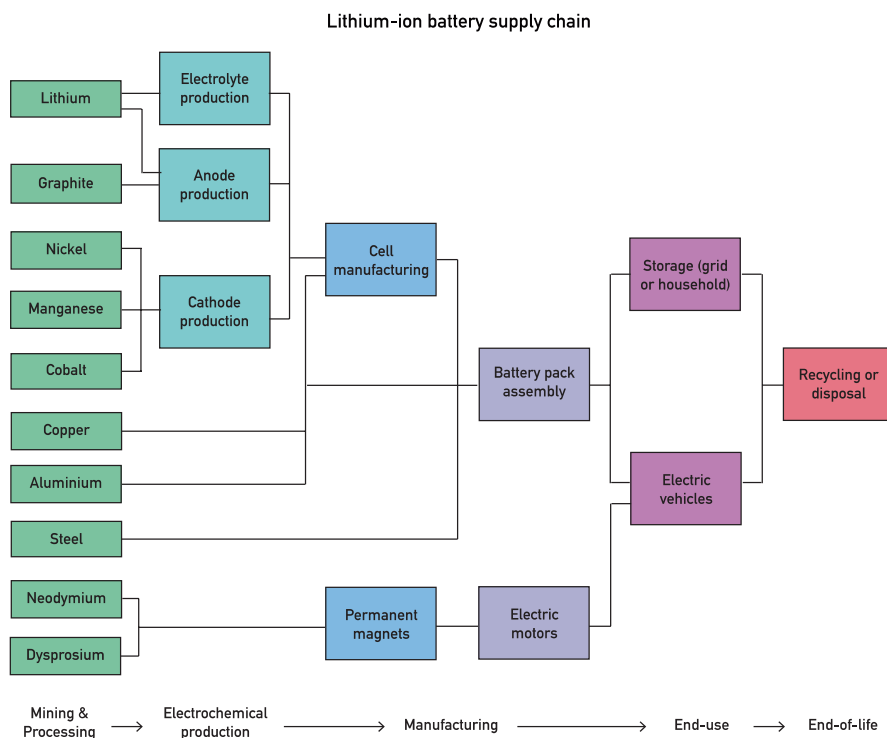 Lithium-ion battery supply chain
Lithium
Electrolyte
production
Graphite
Anode
production
Nickel
Manganese
Cobalt
Cathode
production
Cell
manufacturing
Storage (grid
or household)
Copper
Aluminium
Steel
Battery pack
assembly
Recycling or
disposal
Electric
vehicles
Neodymium
Dysprosium
Permanent
magnets
Electric
motors
Mining &
Processing
Electrochemical
production
Manufacturing
End-use
End-of-life